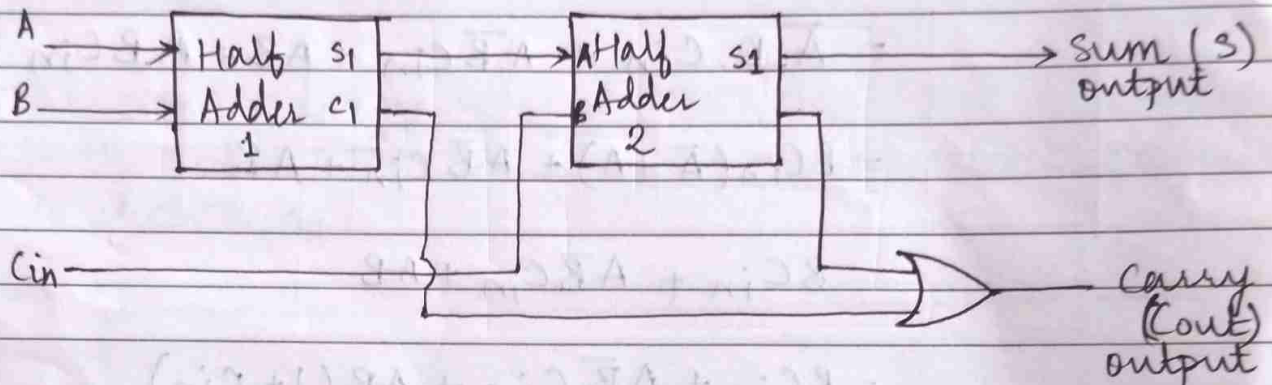 A
B
Half S1
Adder C1
1
A Half S1
B Adder
2
Sum (S)
output
Cin
Carry
(Cout)
output